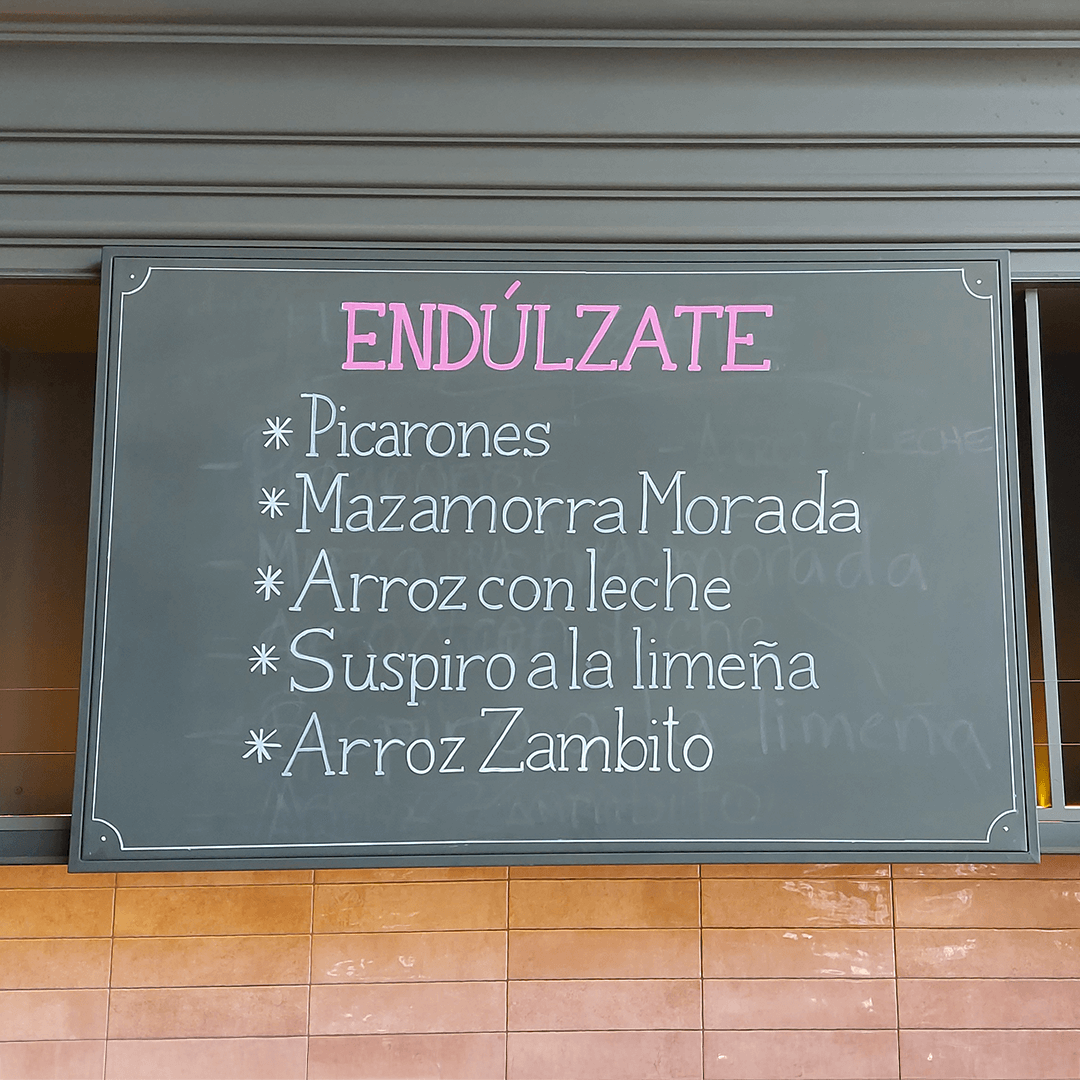 ENDÚLZATE
* Picarones
* Mazamorra Morada
* Arroz con leche
* Suspiro a la limeña
* Arroz Zambito